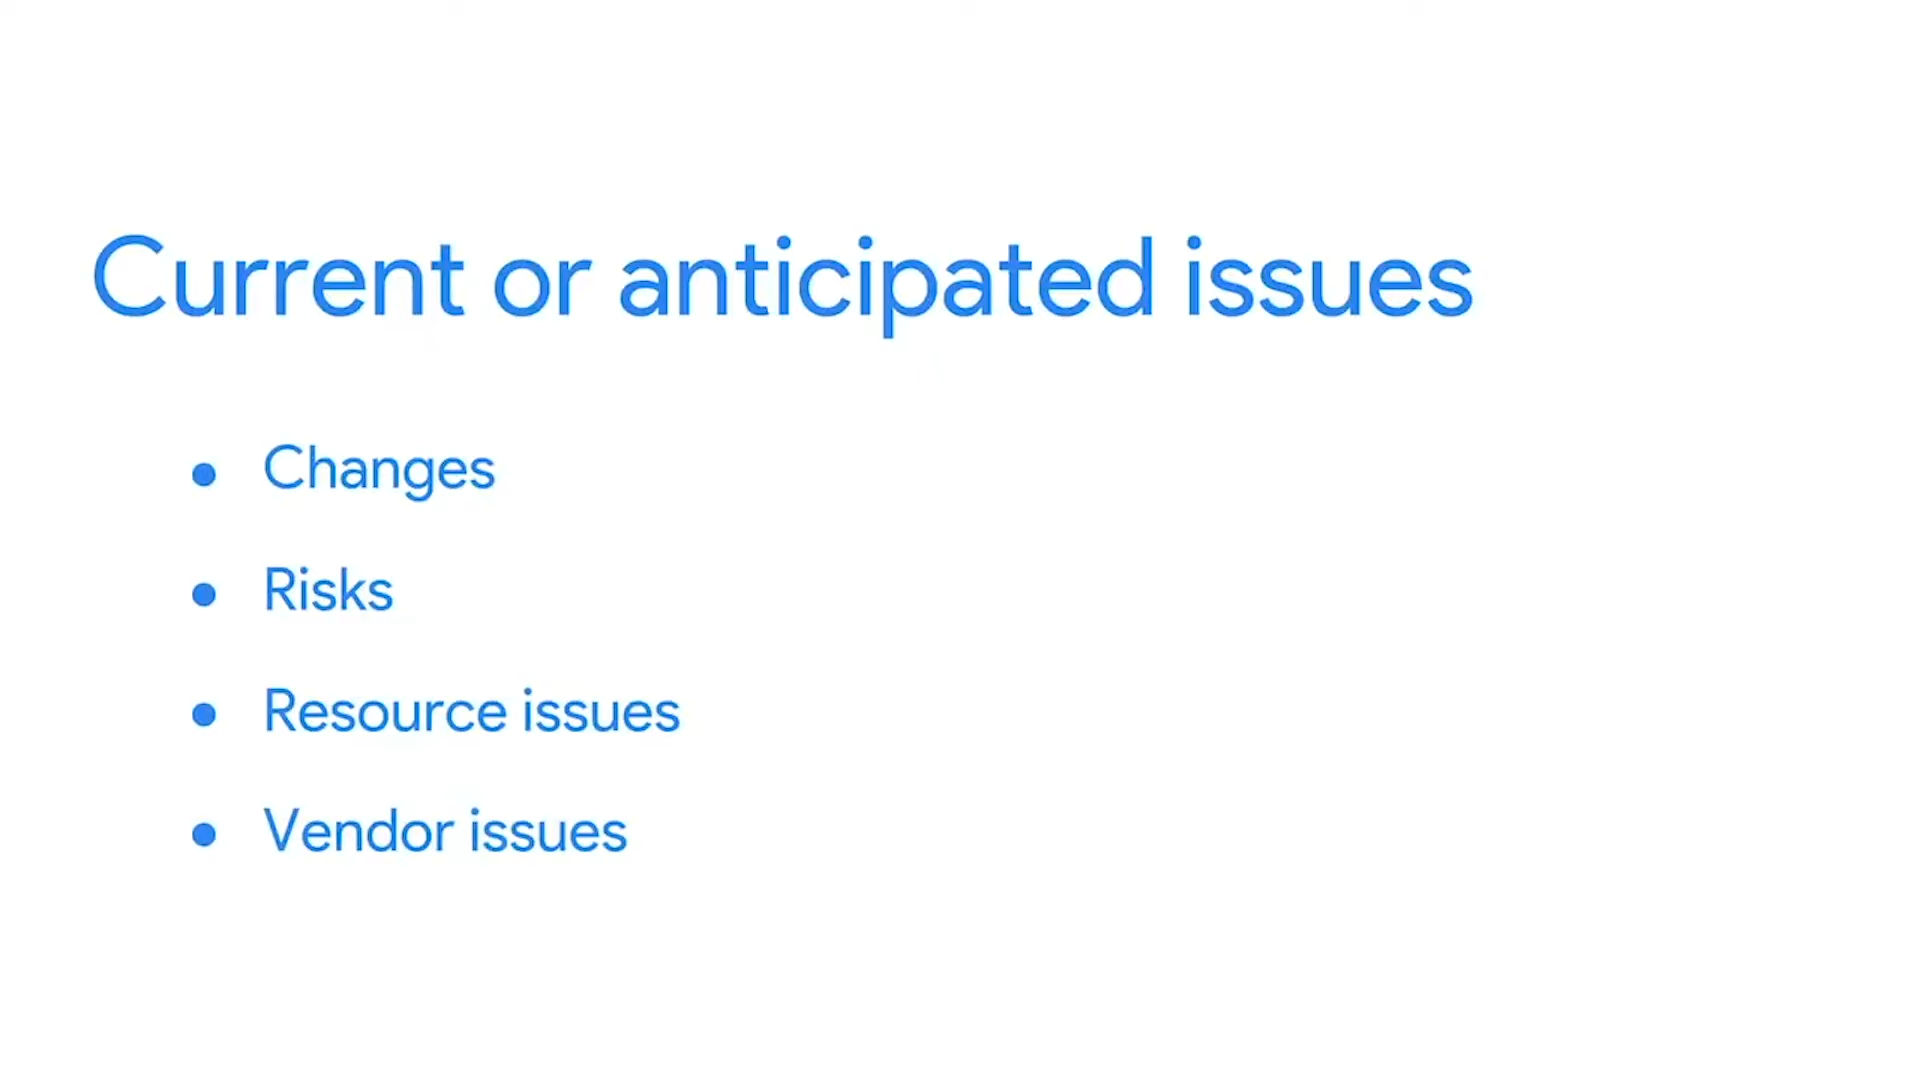 Current or anticipated issues
● Changes
● Risks
● Resource issues
● Vendor issues